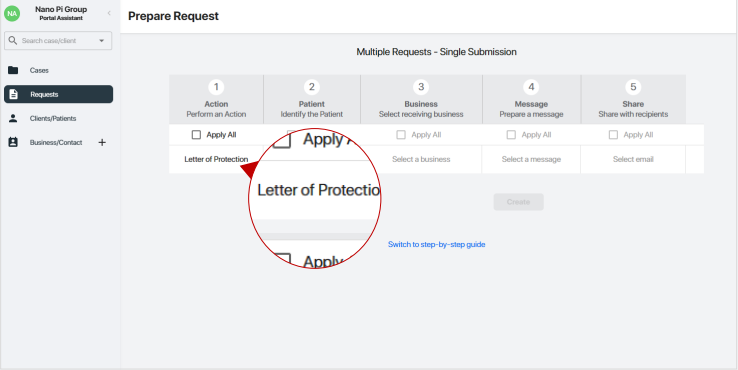 NA
Nano Pi Group
Portal Assistant
Search case/client
Cases
Requests
Clients/Patients
Business/Contact
Prepare Request
Multiple Requests - Single Submission
1 2 3 4 5
Action Patient Business Message Share
Perform an Action Identify the Patient Select receiving business Prepare a message Share with recipients
Apply All Apply All Apply All Apply All
Letter of Protection Select a business Select a message Select email
Apply
Letter of Protectio
Apply
Create
Switch to step-by-step guide